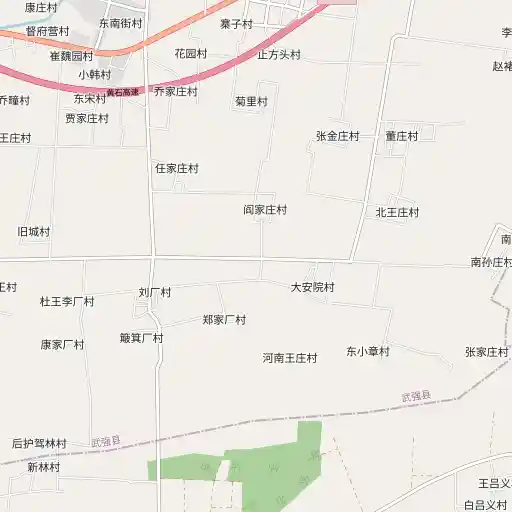 康庄村
东南街村
寨子村
督府营村
李
崔魏园村
花园村
止方头村
小韩村
赵褚
黄石高速
乔疃村
东宋村
乔家庄村
菊里村
贾家庄村
王庄村
张金庄村
董庄村
任家庄村
阎家庄村
北王庄村
旧城村
南
南孙庄村
王村
刘厂村
大安院村
杜王李厂村
郑家厂村
簸箕厂村
康家厂村
河南王庄村
东小章村
张家庄村
武强县
武强县
后护驾林村
新林村
王吕义
白吕义村